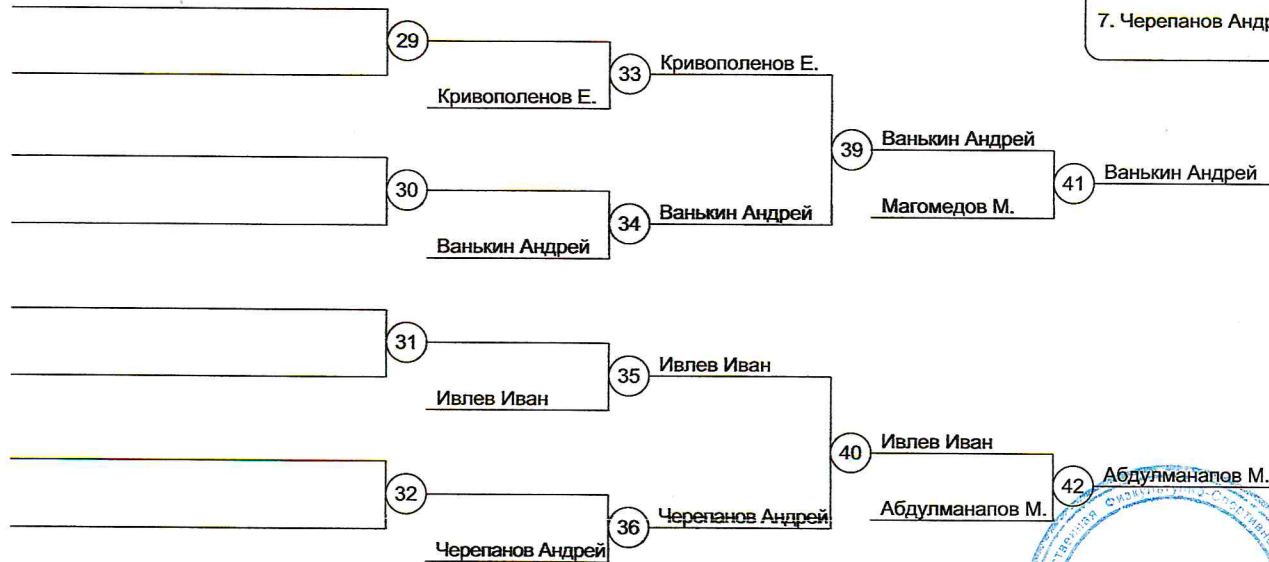 7. Черепанов Андр
29
33
Кривополенов Е.
Кривополенов Е.
39
Ванькин Андрей
30
41
Ванькин Андрей
34
Ванькин Андрей
Магомедов М.
Ванькин Андрей
31
35
Ивлев Иван
Ивлев Иван
40
Ивлев Иван
32
42
Абдулманапов М.
36
Черепанов Андрей
Абдулманапов М.
Черепанов Андрей
Физкультурно-Спортивн